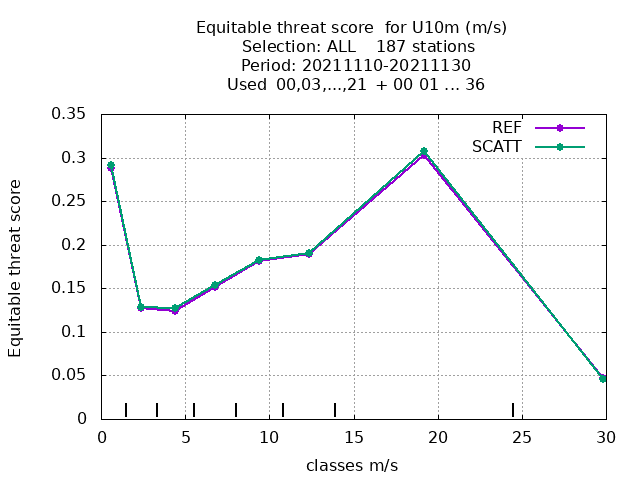 Equitable threat score  for U10m (m/s)
Selection: ALL    187 stations
Period: 20211110-20211130
Used  00,03,...,21  + 00 01 ... 36
REF
SCATT
Equitable threat score
0.35
0.3
0.25
0.2
0.15
0.1
0.05
0
0 5 10 15 20 25 30
classes m/s